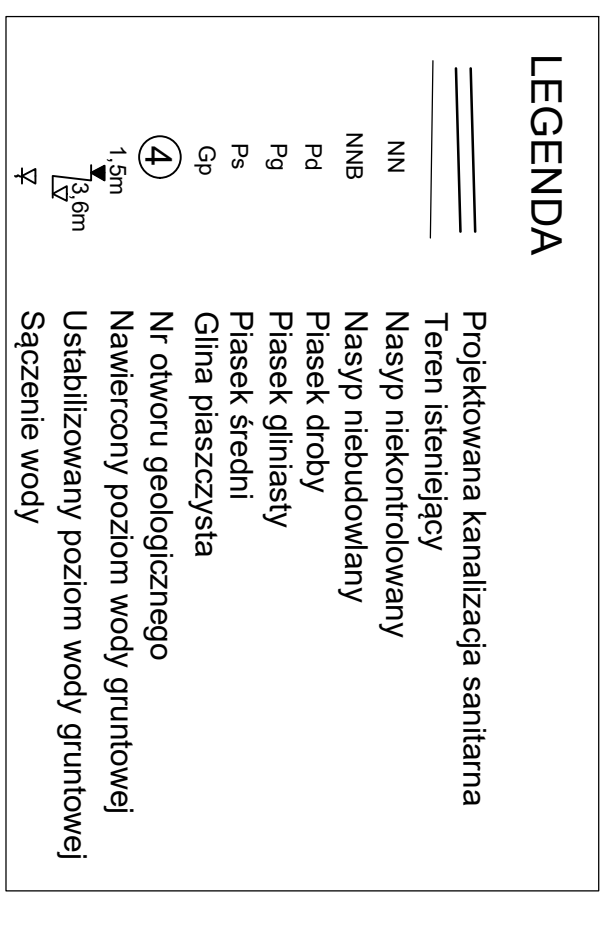 LEGENDA
Projektowana kanalizacja sanitarna
Teren isteniejący
NN Nasyp niekontrolowany
NNB Nasyp niebudowlany
Pd Piasek droby
Pg Piasek gliniasty
Ps Piasek średni
Gp Glina piaszczysta
4 Nr otworu geologicznego
1,5m Nawiercony poziom wody gruntowej
3,6m Ustabilizowany poziom wody gruntowej
Sączenie wody